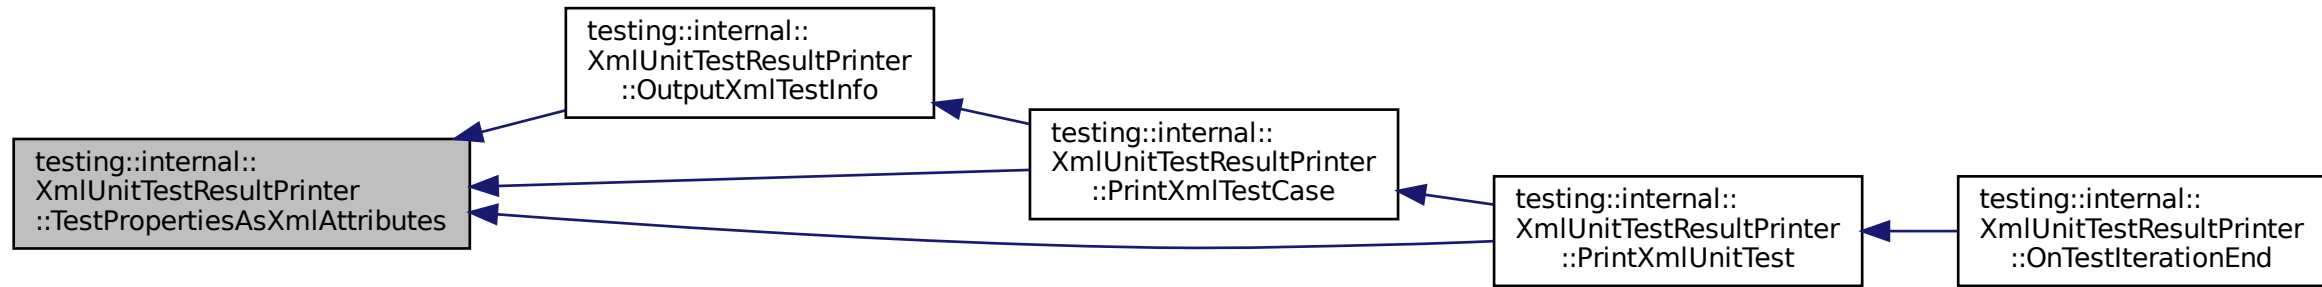 testing::internal::
XmlUnitTestResultPrinter
::TestPropertiesAsXmlAttributes
testing::internal::
XmlUnitTestResultPrinter
::OutputXmlTestInfo
testing::internal::
XmlUnitTestResultPrinter
::PrintXmlTestCase
testing::internal::
XmlUnitTestResultPrinter
::PrintXmlUnitTest
testing::internal::
XmlUnitTestResultPrinter
::OnTestIterationEnd